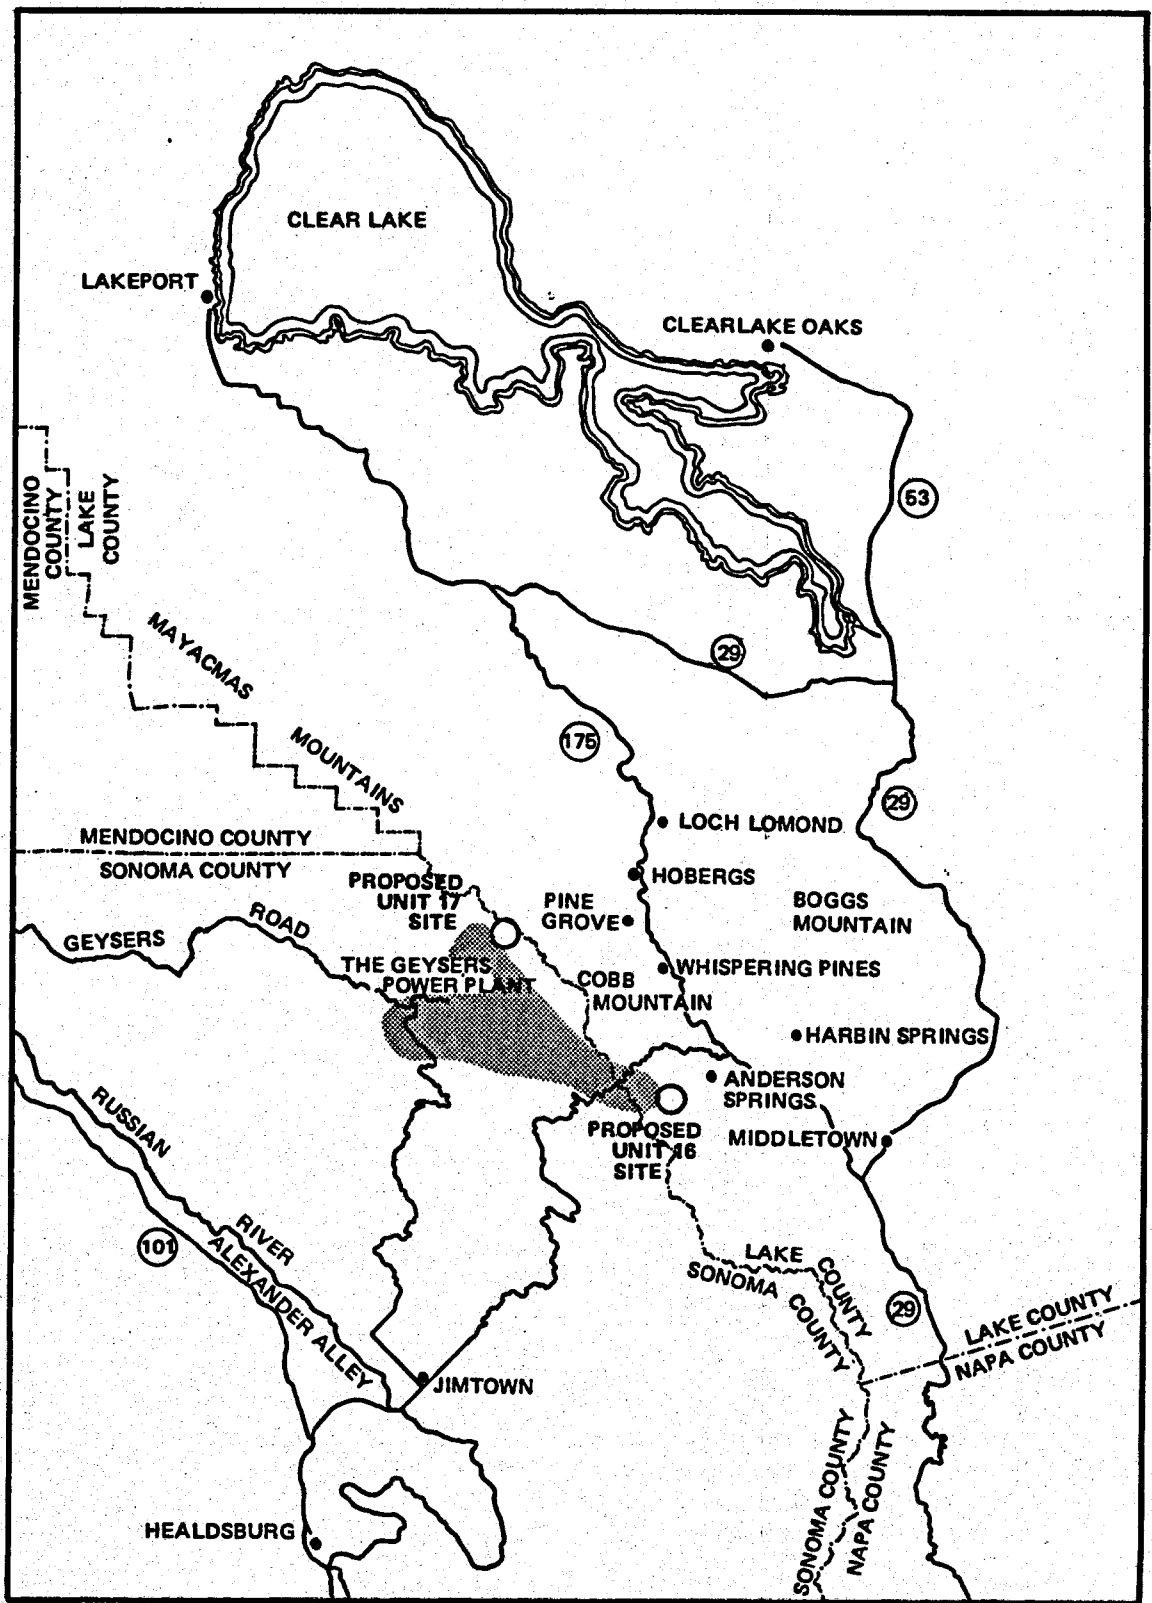 CLEAR LAKE
LAKEPORT
CLEARLAKE OAKS
53
MENDOCINO
COUNTY
LAKE
COUNTY
MAYACMAS
MOUNTAINS
29
175
29
LOCH LOMOND
MENDOCINO COUNTY
SONOMA COUNTY
HOBERGS
PROPOSED
UNIT 17
SITE
PINE
GROVE
BOGGS
MOUNTAIN
GEYSERS
ROAD
THE GEYSERS
POWER PLANT
WHISPERING PINES
COBB
MOUNTAIN
HARBIN SPRINGS
ANDERSON
SPRINGS
RUSSIAN
RIVER
PROPOSED
UNIT 16
SITE
MIDDLETOWN
101
ALEXANDER ALLEY
LAKE COUNTY
SONOMA COUNTY
29
LAKE COUNTY
NAPA COUNTY
JIMTOWN
SONOMA COUNTY
NAPA COUNTY
HEALDSBURG